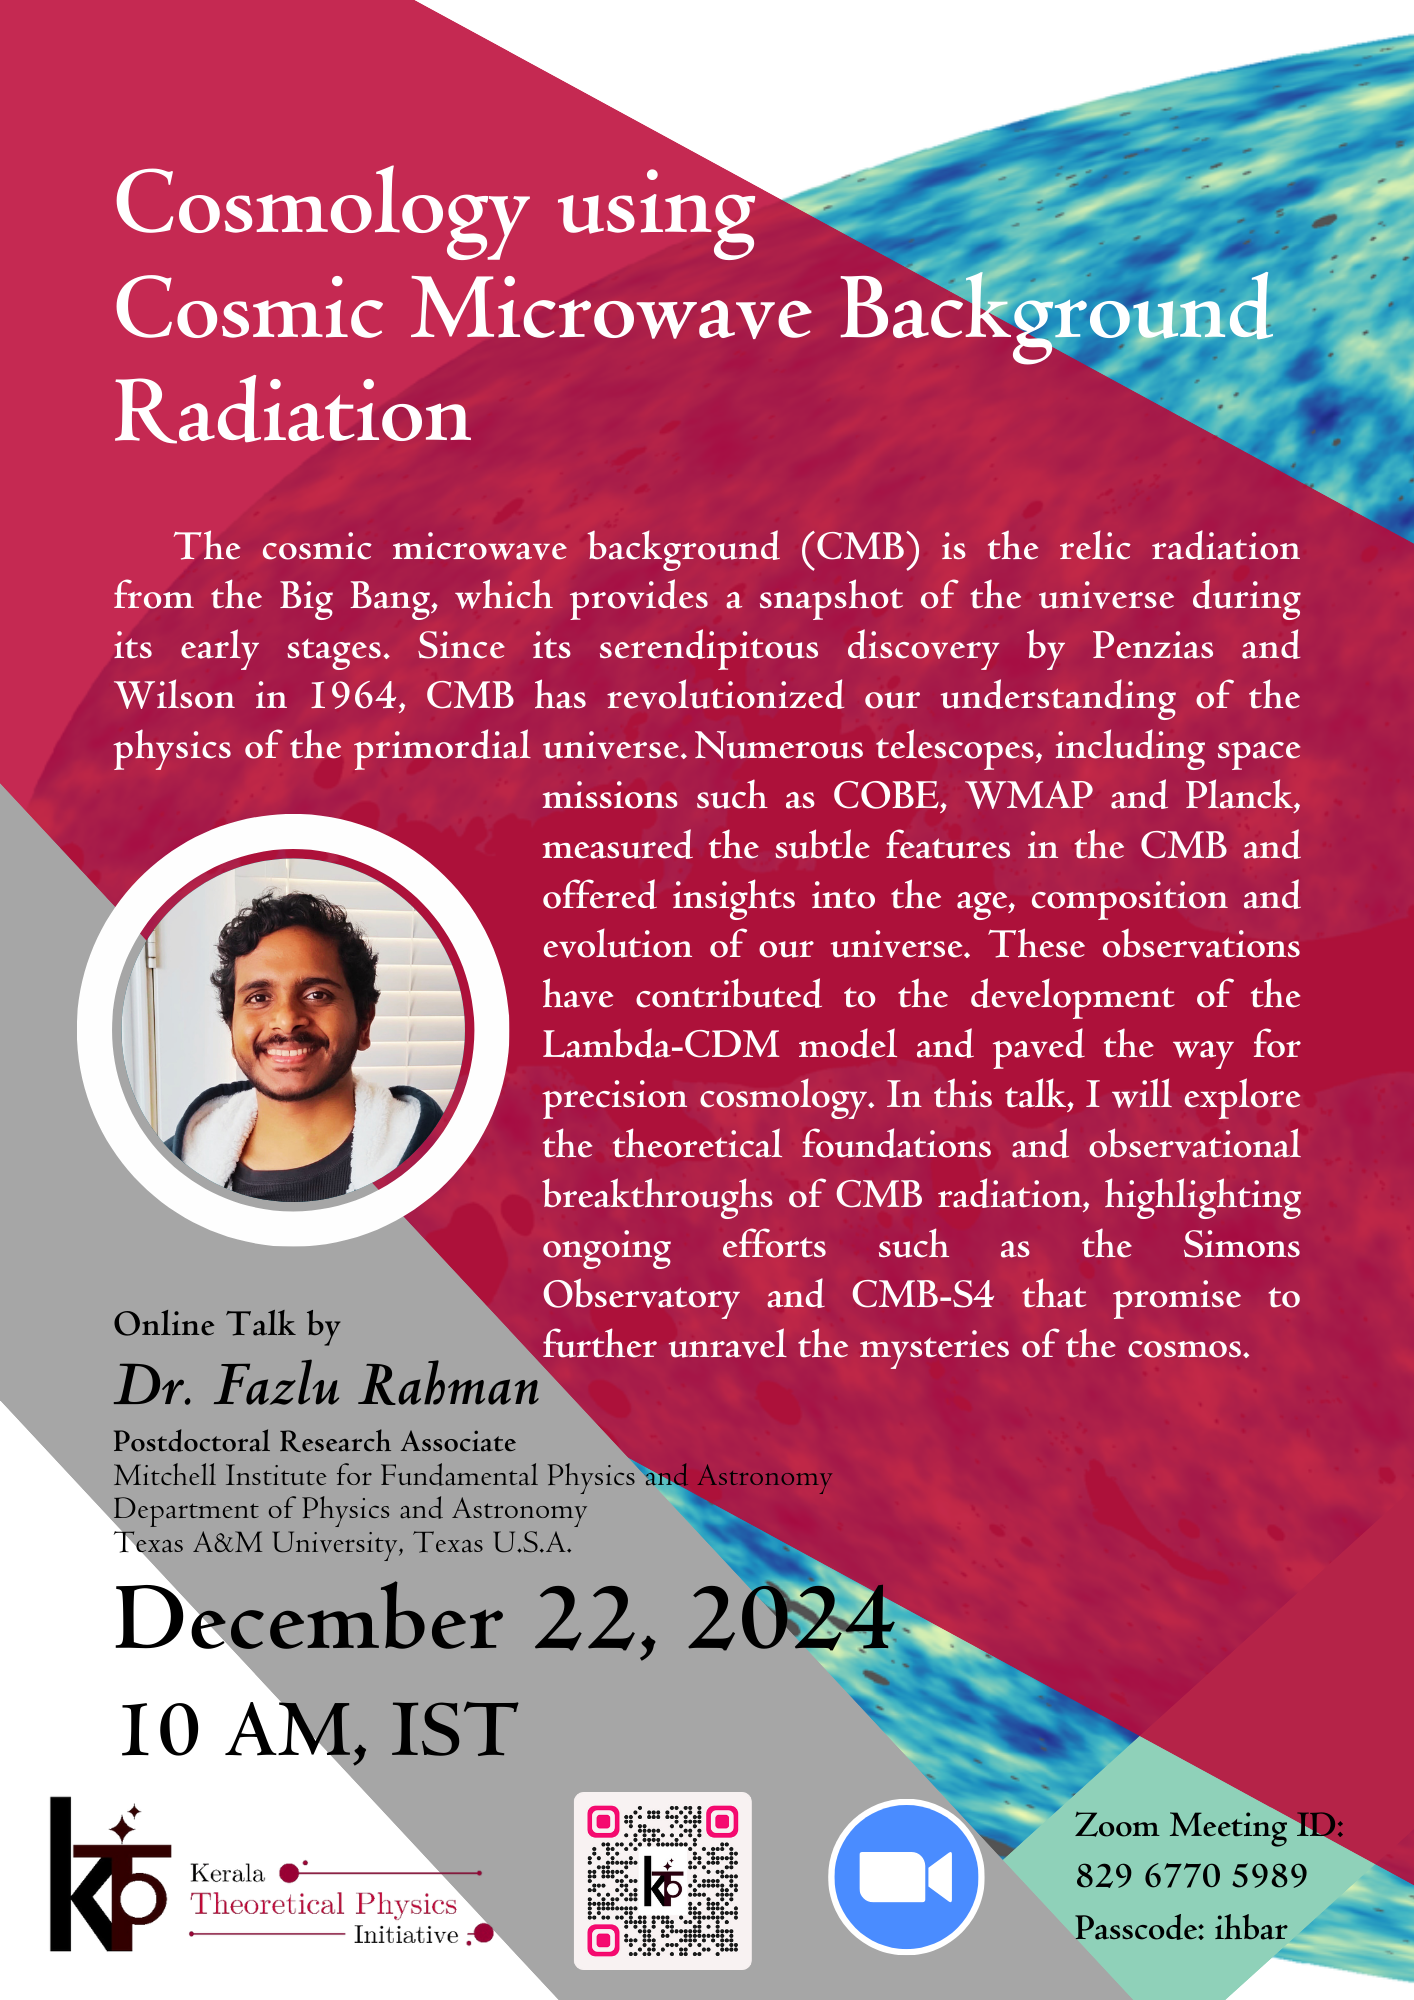 Cosmology using
Cosmic Microwave Background
Radiation
The cosmic microwave background (CMB) is the relic radiation
from the Big Bang, which provides a snapshot of the universe during
its early stages. Since its serendipitous discovery by Penzias and
Wilson in 1964, CMB has revolutionized our understanding of the
physics of the primordial universe. Numerous telescopes, including space
missions such as COBE, WMAP and Planck,
measured the subtle features in the CMB and
offered insights into the age, composition and
evolution of our universe. These observations
have contributed to the development of the
Lambda-CDM model and paved the way for
precision cosmology. In this talk, I will explore
the theoretical foundations and observational
breakthroughs of CMB radiation, highlighting
ongoing efforts such as the Simons
Observatory and CMB-S4 that promise to
further unravel the mysteries of the cosmos.
Online Talk by
Dr. Fazlu Rahman
Postdoctoral Research Associate
Mitchell Institute for Fundamental Physics and Astronomy
Department of Physics and Astronomy
Texas A&M University, Texas U.S.A.
December 22, 2024
10 AM, IST
kTp
Kerala
Theoretical Physics
Initiative
kTp
Zoom Meeting ID:
829 6770 5989
Passcode: ihbar